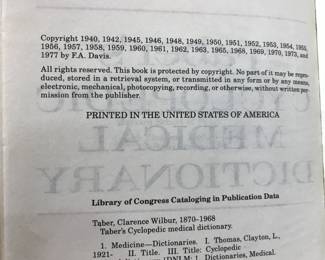 Copyright 1940, 1942, 1945, 1946, 1948, 1949, 1950, 1951, 1952, 1953, 1954, 1955,
1956, 1957, 1958, 1959, 1960, 1961, 1962, 1963, 1965, 1968, 1969, 1970, 1973, and
1977 by F.A. Davis.
All rights reserved. This book is protected by copyright. No part of it may be repro-
duced, stored in a retrieval system, or transmitted in any form or by any means,
electronic, mechanical, photocopying, recording, or otherwise, without written per-
mission from the publisher.
PRINTED IN THE UNITED STATES OF AMERICA
MEDICAL
DICTIONARY
Library of Congress Cataloging in Publication Data
Taber, Clarence Wilbur, 1870-1968
Taber's Cyclopedic medical dictionary.
1. Medicine—Dictionaries. I. Thomas, Clayton L.,
1921- II. Title. III Title: Cyclopedic
Dictionaries, Medical.